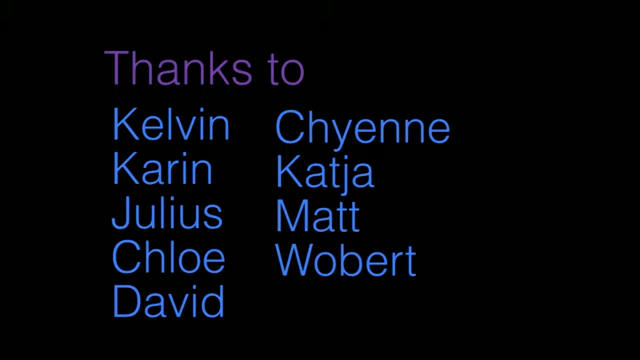 Thanks to
Kelvin
Karin
Julius
Chloe
David
Chyenne
Katja
Matt
Wobert